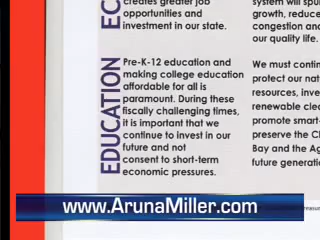 creates greater job
opportunities and
investment in our state.
EC
EDUCATION
Pre-K-12 education and
making college education
affordable for all is
paramount. During these
fiscally challenging times,
it is important that we
continue to invest in our
future and not
consent to short-term
economic pressures.
system will spur
growth, reduce
congestion and
our quality life.
We must contin
protect our natu
resources, inves
renewable clea
promote smart-
preserve the Ch
Bay and the Ag
future generatio
www.ArunaMiller.com